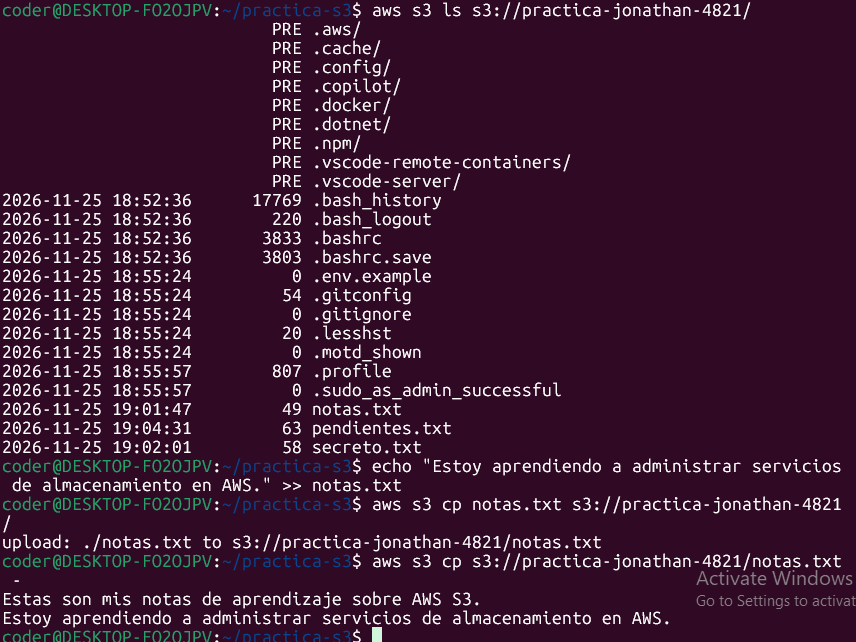 coder@DESKTOP-FO2OJPV:~/practica-s3$ aws s3 ls s3://practica-jonathan-4821/
                           PRE .aws/
                           PRE .cache/
                           PRE .config/
                           PRE .copilot/
                           PRE .docker/
                           PRE .dotnet/
                           PRE .npm/
                           PRE .vscode-remote-containers/
                           PRE .vscode-server/
2026-11-25 18:52:36      17769 .bash_history
2026-11-25 18:52:36        220 .bash_logout
2026-11-25 18:52:36       3833 .bashrc
2026-11-25 18:52:36       3803 .bashrc.save
2026-11-25 18:55:24          0 .env.example
2026-11-25 18:55:24         54 .gitconfig
2026-11-25 18:55:24          0 .gitignore
2026-11-25 18:55:24         20 .lesshst
2026-11-25 18:55:24          0 .motd_shown
2026-11-25 18:55:57        807 .profile
2026-11-25 18:55:57          0 .sudo_as_admin_successful
2026-11-25 19:01:47         49 notas.txt
2026-11-25 19:04:31         63 pendientes.txt
2026-11-25 19:02:01         58 secreto.txt
coder@DESKTOP-FO2OJPV:~/practica-s3$ echo "Estoy aprendiendo a administrar servicios
 de almacenamiento en AWS." >> notas.txt
coder@DESKTOP-FO2OJPV:~/practica-s3$ aws s3 cp notas.txt s3://practica-jonathan-4821
/
upload: ./notas.txt to s3://practica-jonathan-4821/notas.txt
coder@DESKTOP-FO2OJPV:~/practica-s3$ aws s3 cp s3://practica-jonathan-4821/notas.txt
 -
Activate Windows
Go to Settings to activat
Estas son mis notas de aprendizaje sobre AWS S3.
Estoy aprendiendo a administrar servicios de almacenamiento en AWS.
coder@DESKTOP-FO2OJPV:~/practica-s3$